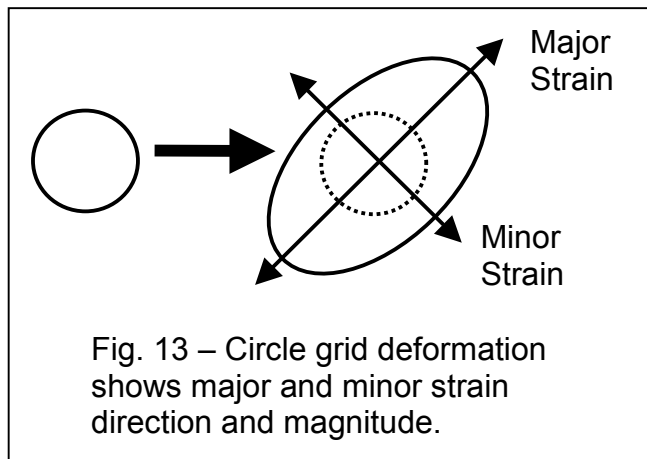 Major
Strain
Minor
Strain
Fig. 13 – Circle grid deformation
shows major and minor strain
direction and magnitude.